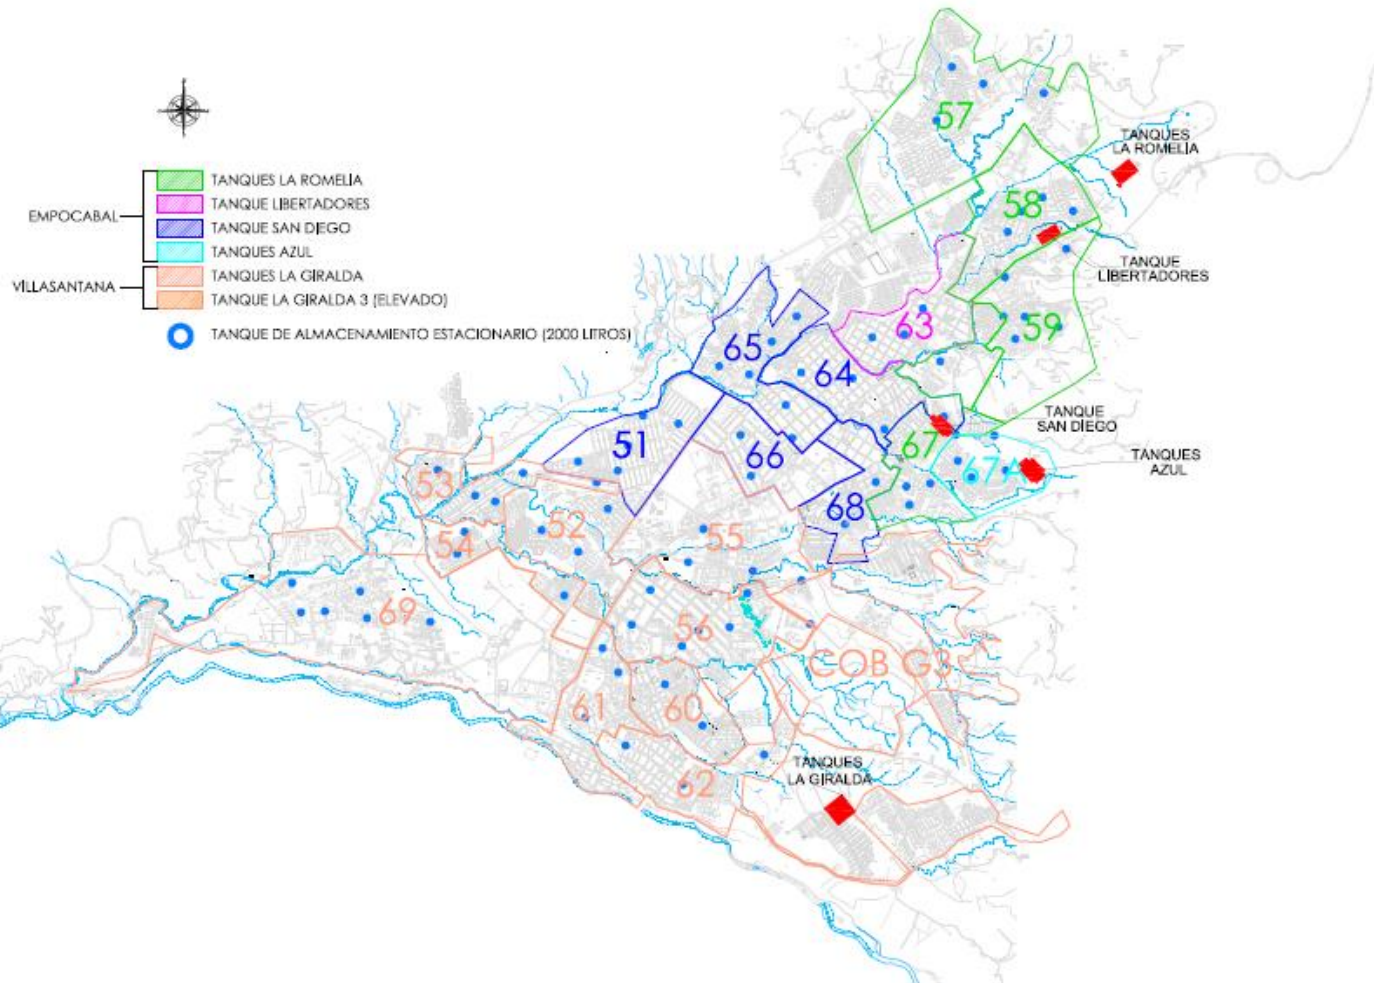 TANQUES
LA ROMELIA
57
TANQUES LA ROMELIA
TANQUE LIBERTADORES
EMPOCABAL
TANQUE SAN DIEGO
TANQUES AZUL
TANQUES LA GIRALDA
VILLASANTANA
TANQUE LA GIRALDA 3 (ELEVADO)
TANQUE DE ALMACENAMIENTO ESTACIONARIO (2000 LITROS)
58
TANQUE
LIBERTADORES
63
59
65
64
TANQUE
SAN DIEGO
51
66
67
67A
TANQUES
AZUL
53
68
52
54
55
69
56
COB G3
61
60
62
TANQUES
LA GIRALDA